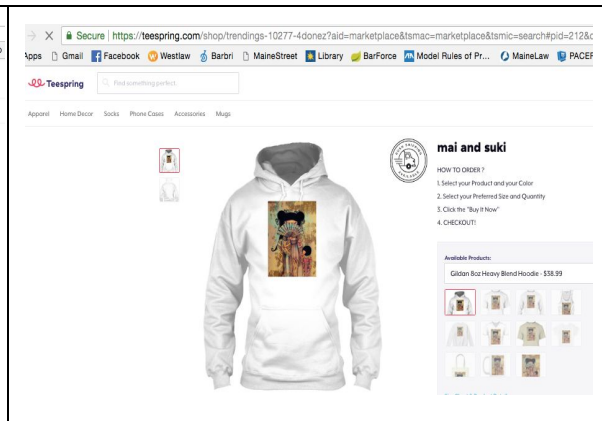 Secure | https://teespring.com/shop/trendings-10277-4donez?aid=marketplace&tsmac=marketplace&tsmic=search#pid=212&c
Apps Gmail Facebook Westlaw Barbri MaineStreet Library BarForce Model Rules of Pr... MaineLaw PACER
Teespring
Find something perfect
Apparel Home Decor Socks Phone Cases Accessories Mugs
mai and suki
HOW TO ORDER ?
1. Select your Product and your Color
2. Select your Preferred Size and Quantity
3. Click the "Buy It Now"
4. CHECKOUT!
Available Products:
Gildan 8oz Heavy Blend Hoodie - $38.99